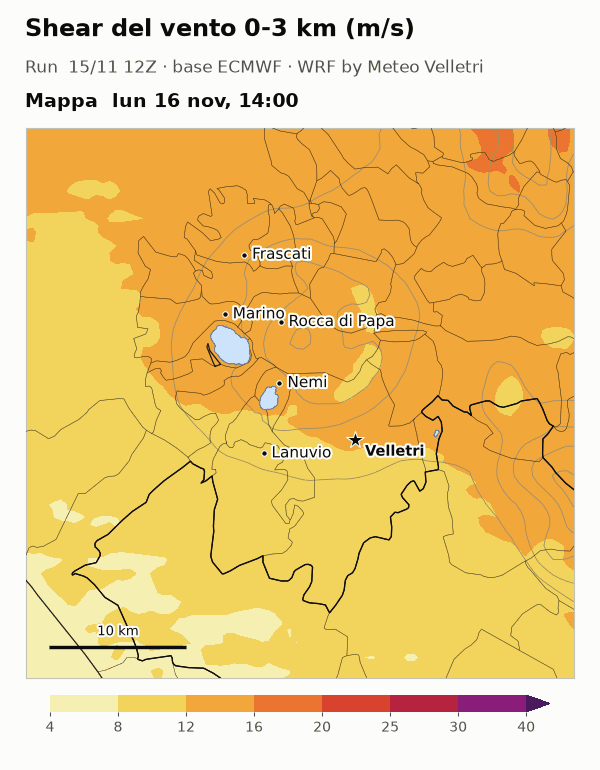 Shear del vento 0-3 km (m/s)
Run  15/11 12Z · base ECMWF · WRF by Meteo Velletri
Mappa  lun 16 nov, 14:00
Frascati
Marino
Rocca di Papa
Nemi
Velletri
Lanuvio
10 km
4 8 12 16 20 25 30 40